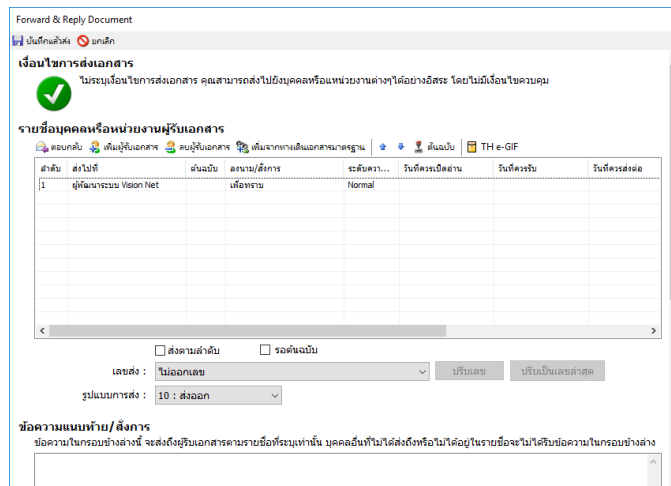 Forward & Reply Document
บันทึกแล้วส่ง ยกเลิก
เงื่อนไขการส่งเอกสาร
ไม่ระบุเงื่อนไขการส่งเอกสาร คุณสามารถส่งไปยังบุคคลหรือแหน่วยงานต่างๆได้อย่างอิสระ โดยไม่มีเงื่อนไขควบคุม
รายชื่อบุคคลหรือหน่วยงานผู้รับเอกสาร
ตอบกลับ เพิ่มผู้รับเอกสาร ลบผู้รับเอกสาร เพิ่มจากทางเดินเอกสารมาตรฐาน ต้นฉบับ TH e-GIF
ลำดับ ส่งไปที่ ต้นฉบับ ลงนาม/สั่งการ ระดับควา... วันที่ควรเปิดอ่าน วันที่ควรรับ วันที่ควรส่งต่อ
1 ผู้พัฒนาระบบ Vision Net เพื่อทราบ Normal
ส่งตามลำดับ รอต้นฉบับ
เลขส่ง : ไม่ออกเลข ปรับเลข ปรับเป็นเลขล่าสุด
รูปแบบการส่ง : 10 : ส่งออก
ข้อความแนบท้าย/สั่งการ
ข้อความในกรอบข้างล่างนี้ จะส่งถึงผู้รับเอกสารตามรายชื่อที่ระบุเท่านั้น บุคคลอื่นที่ไม่ได้ส่งถึงหรือไม่ได้อยู่ในรายชื่อจะไม่ได้รับข้อความในกรอบข้างล่าง